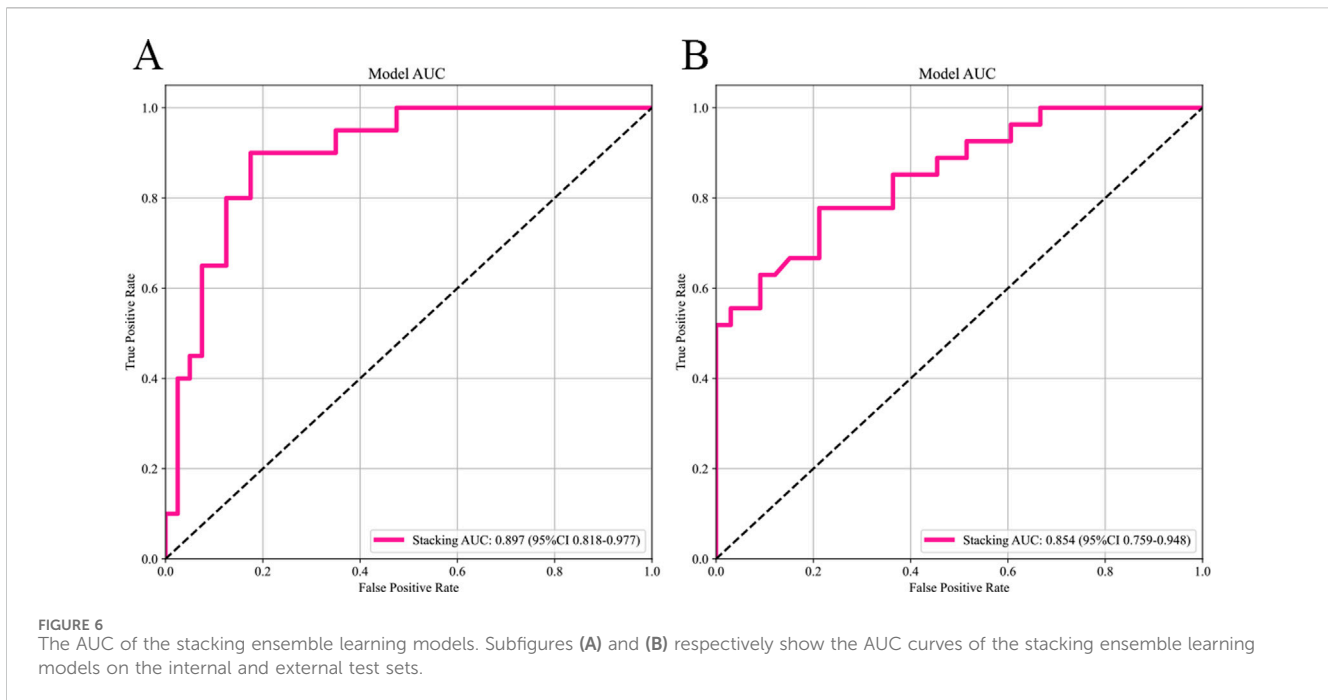 A
Model AUC
1.0
0.8
0.6
0.4
0.2
0.0
True Positive Rate
0.0
0.2
0.4
0.6
0.8
1.0
False Positive Rate
Stacking AUC: 0.897 (95%CI 0.818-0.977)
B
Model AUC
1.0
0.8
0.6
0.4
0.2
0.0
True Positive Rate
0.0
0.2
0.4
0.6
0.8
1.0
False Positive Rate
Stacking AUC: 0.854 (95%CI 0.759-0.948)
FIGURE 6
The AUC of the stacking ensemble learning models. Subfigures (A) and (B) respectively show the AUC curves of the stacking ensemble learning
models on the internal and external test sets.